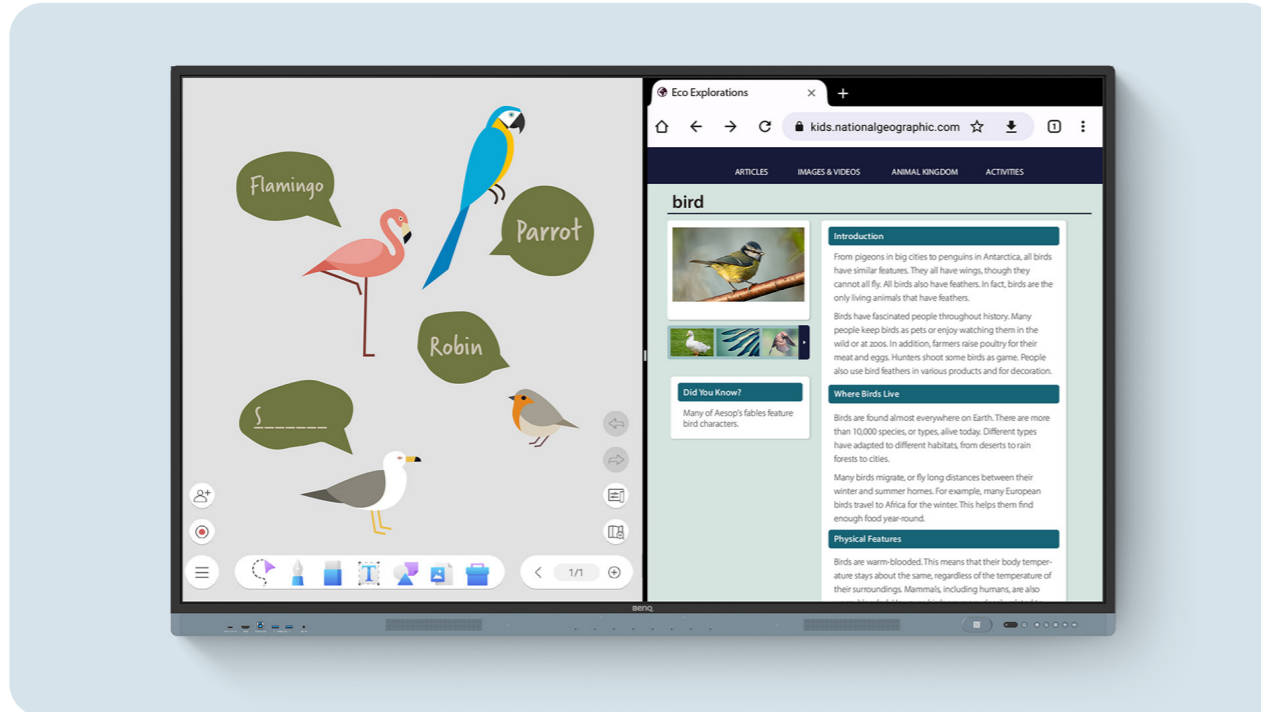 Flamingo
Parrot
Robin
S_______
1/1
Eco Explorations
kids.nationalgeographic.com
1
ARTICLES IMAGES & VIDEOS ANIMAL KINGDOM ACTIVITIES
bird
Did You Know?
Many of Aesop's fables feature
bird characters.
Introduction
From pigeons in big cities to penguins in Antarctica, all birds
have similar features. They all have wings, though they
cannot all fly. All birds also have feathers. In fact, birds are the
only living animals that have feathers.
Birds have fascinated people throughout history. Many
people keep birds as pets or enjoy watching them in the
wild or at zoos. In addition, farmers raise poultry for their
meat and eggs. Hunters shoot some birds as game. People
also use bird feathers in various products and for decoration.
Where Birds Live
Birds are found almost everywhere on Earth. There are more
than 10,000 species, or types, alive today. Different types
have adapted to different habitats, from deserts to rain
forests to cities.
Many birds migrate, or fly long distances between their
winter and summer homes. For example, many European
birds travel to Africa for the winter. This helps them find
enough food year-round.
Physical Features
Birds are warm-blooded. This means that their body temper-
ature stays about the same, regardless of the temperature of
their surroundings. Mammals, including humans, are also
BenQ